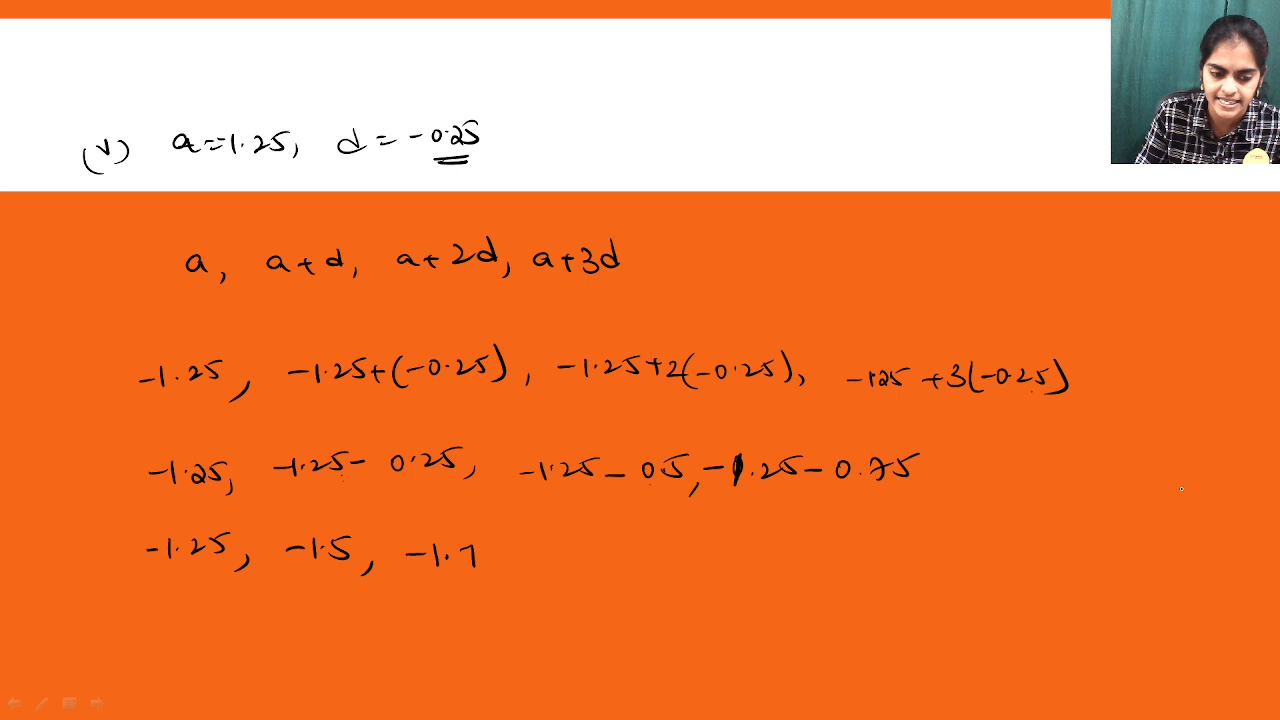 (v) a=-1.25, d = -0.25
a, a+d, a+2d, a+3d
-1.25, -1.25+(-0.25), -1.25+2(-0.25), -1.25 +3(-0.25)
-1.25, -1.25- 0.25, -1.25-0.5, -1.25-0.75
-1.25, -1.5, -1.7